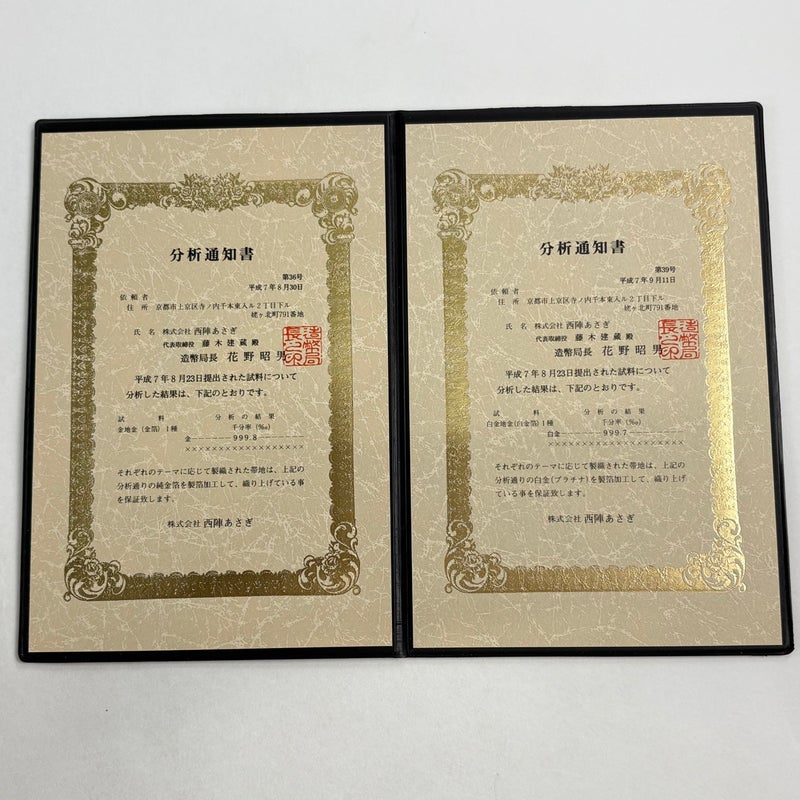 分析通知書
第36号
平成7年8月30日
依頼者
住所 京都市上京区寺ノ内千本東入ル2丁目下ル
姥ヶ北町791番地
氏名 株式会社 西陣あさぎ
代表取締役 藤木建蔵殿
造幣局長 花野昭男
造幣局長之印
平成7年8月23日提出された試料について
分析した結果は、下記のとおりです。
試料 分析の結果
金地金(金箔)1種 千分率(‰)
金――――999.8――――
××××××××××××××××××××
それぞれのテーマに応じて製織された帯地は、上記の
分析通りの純金箔を製箔加工して、織り上げている事
を保証致します。
株式会社 西陣あさぎ
分析通知書
第39号
平成7年9月11日
依頼者
住所 京都市上京区寺ノ内千本東入ル2丁目下ル
姥ヶ北町791番地
氏名 株式会社 西陣あさぎ
代表取締役 藤木建蔵殿
造幣局長 花野昭男
造幣局長之印
平成7年8月23日提出された試料について
分析した結果は、下記のとおりです。
試料 分析の結果
白金地金(白金箔)1種 千分率(‰)
白金――――999.7――――
××××××××××××××××××××
それぞれのテーマに応じて製織された帯地は、上記の
分析通りの白金(プラチナ)を製箔加工して、織り上げ
ている事を保証致します。
株式会社 西陣あさぎ